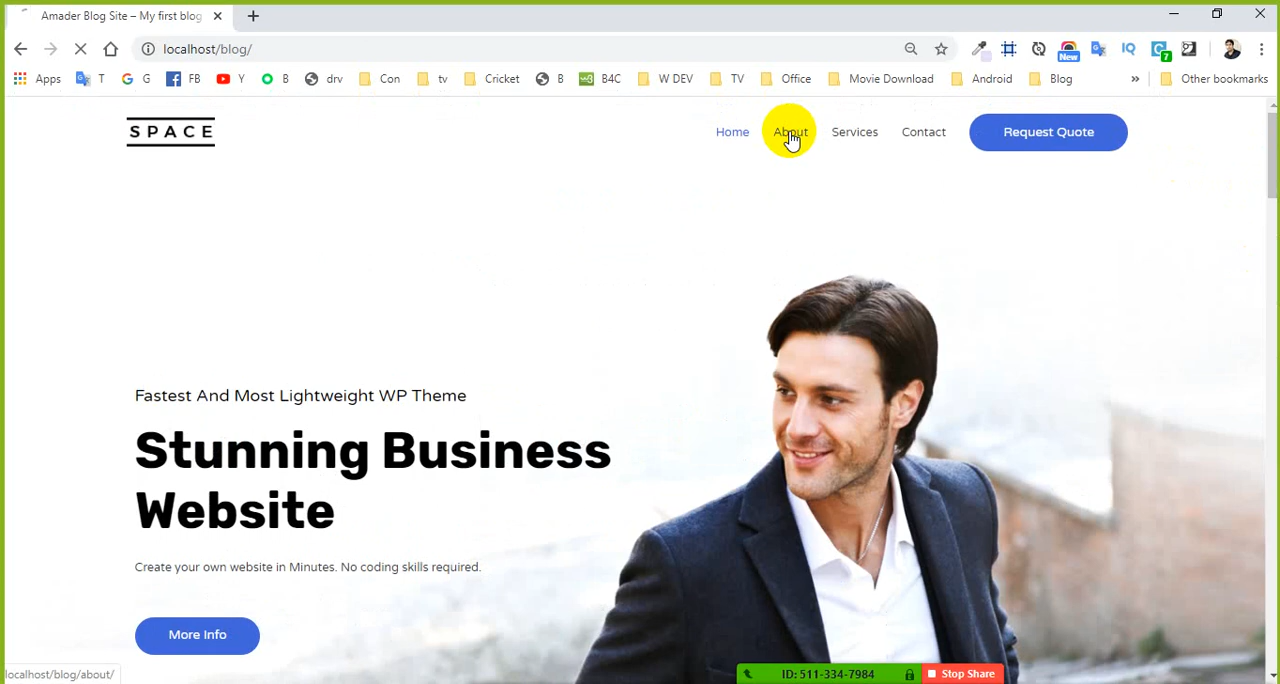 Amader Blog Site – My first blog
localhost/blog/
New
IQ
7
Apps T G FB Y B drv Con tv Cricket B B4C W DEV TV Office Movie Download Android Blog » Other bookmarks
SPACE
Home About Services Contact Request Quote
Fastest And Most Lightweight WP Theme
Stunning Business
Website
Create your own website in Minutes. No coding skills required.
More Info
localhost/blog/about/
ID: 511-334-7984 Stop Share